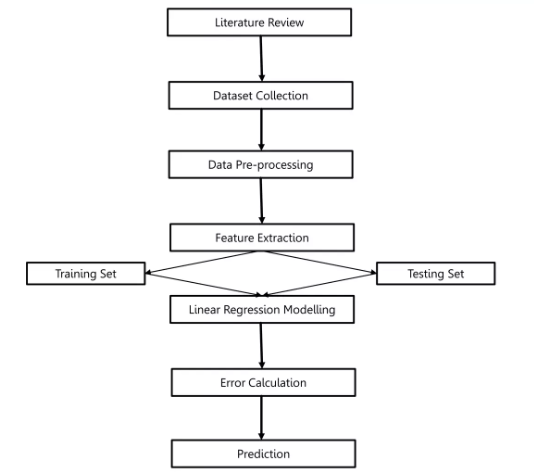 Literature Review
Dataset Collection
Data Pre-processing
Feature Extraction
Training Set
Testing Set
Linear Regression Modelling
Error Calculation
Prediction